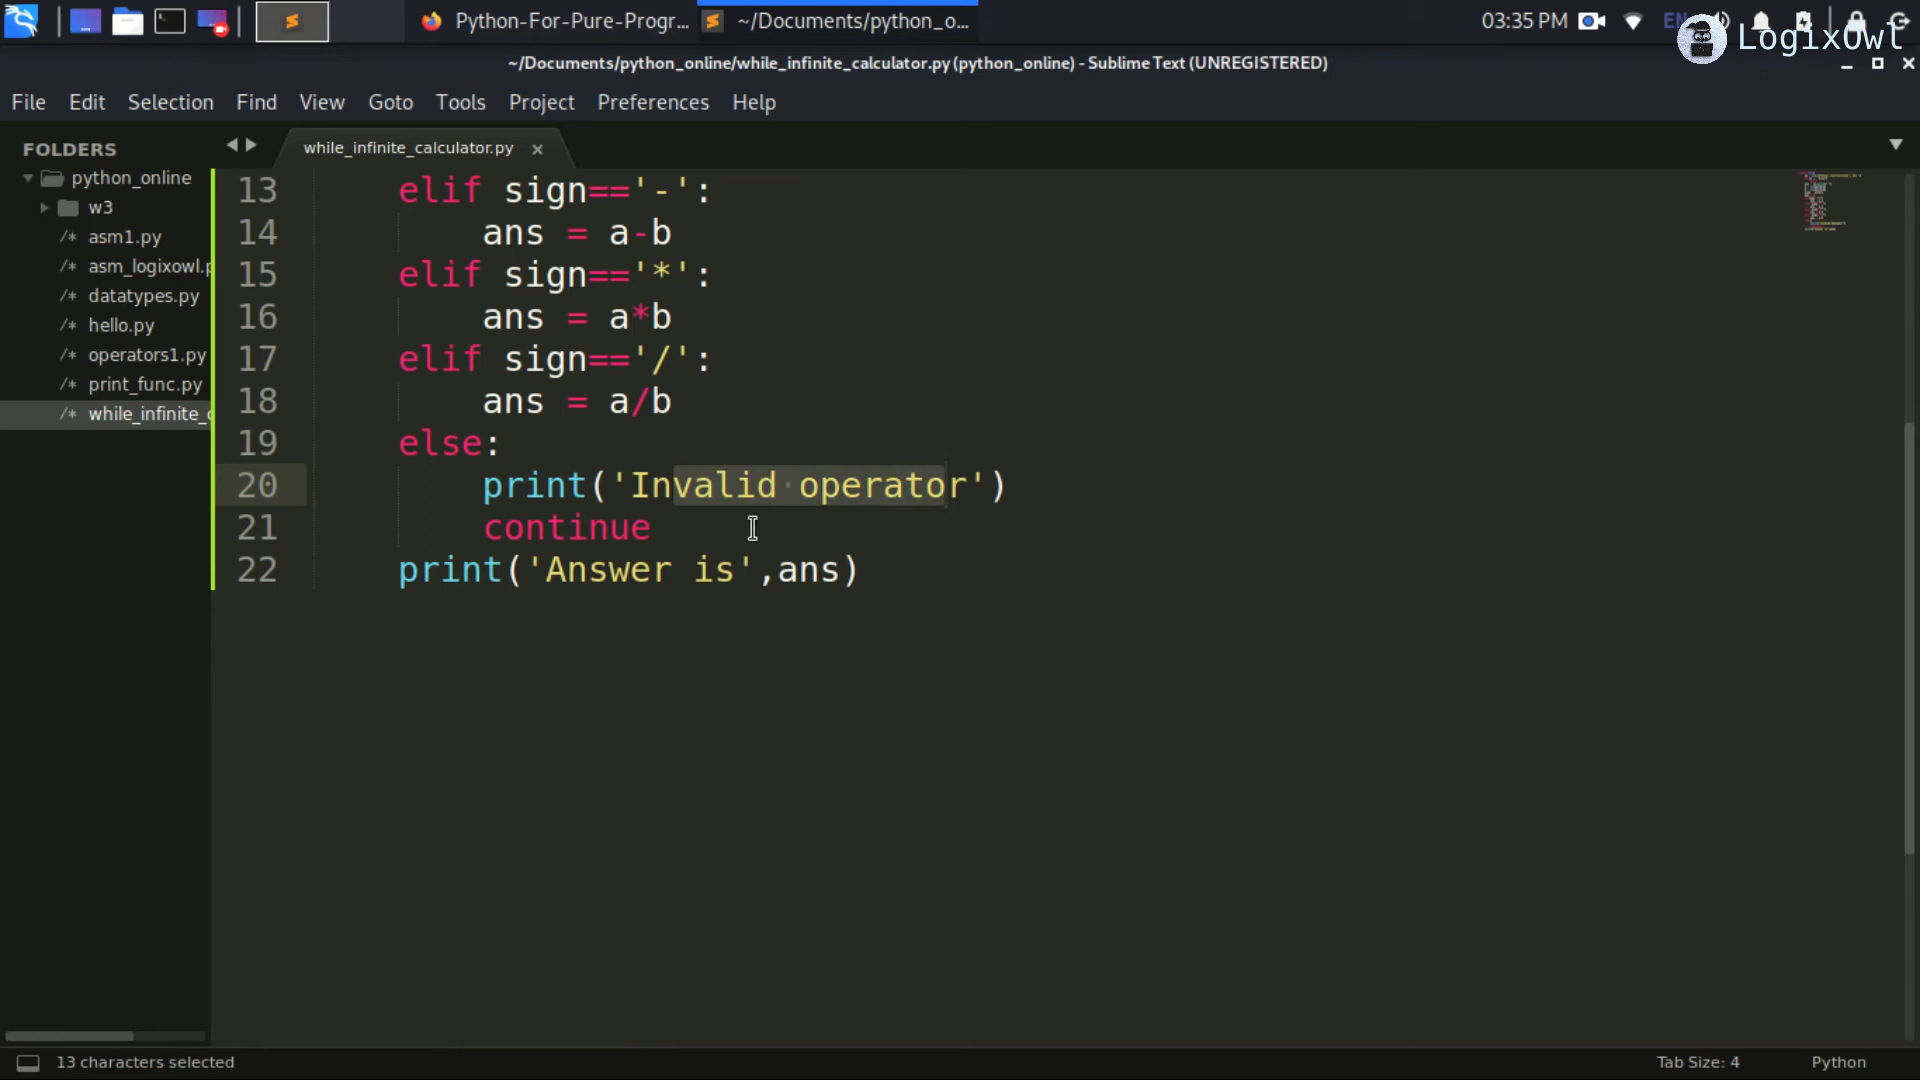 Python-For-Pure-Progr...
~/Documents/python_o...
03:35 PM
EN
LogixOwl
~/Documents/python_online/while_infinite_calculator.py (python_online) - Sublime Text (UNREGISTERED)
File Edit Selection Find View Goto Tools Project Preferences Help
FOLDERS
python_online
w3
/* asm1.py
/* asm_logixowl.p
/* datatypes.py
/* hello.py
/* operators1.py
/* print_func.py
/* while_infinite_c
while_infinite_calculator.py ×
13 elif sign=='-':
14 ans = a-b
15 elif sign=='*':
16 ans = a*b
17 elif sign=='/':
18 ans = a/b
19 else:
20 print('Invalid operator')
21 continue
22 print('Answer is',ans)
13 characters selected
Tab Size: 4
Python